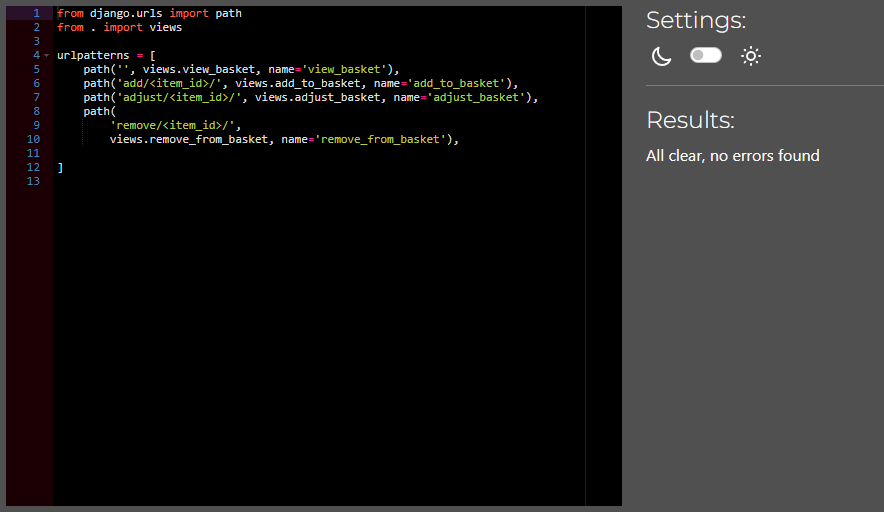 1 from django.urls import path
2 from . import views
3
4 urlpatterns = [
5     path('', views.view_basket, name='view_basket'),
6     path('add/<item_id>/', views.add_to_basket, name='add_to_basket'),
7     path('adjust/<item_id>/', views.adjust_basket, name='adjust_basket'),
8     path(
9         'remove/<item_id>/',
10         views.remove_from_basket, name='remove_from_basket'),
11
12 ]
13
Settings:
Results:
All clear, no errors found